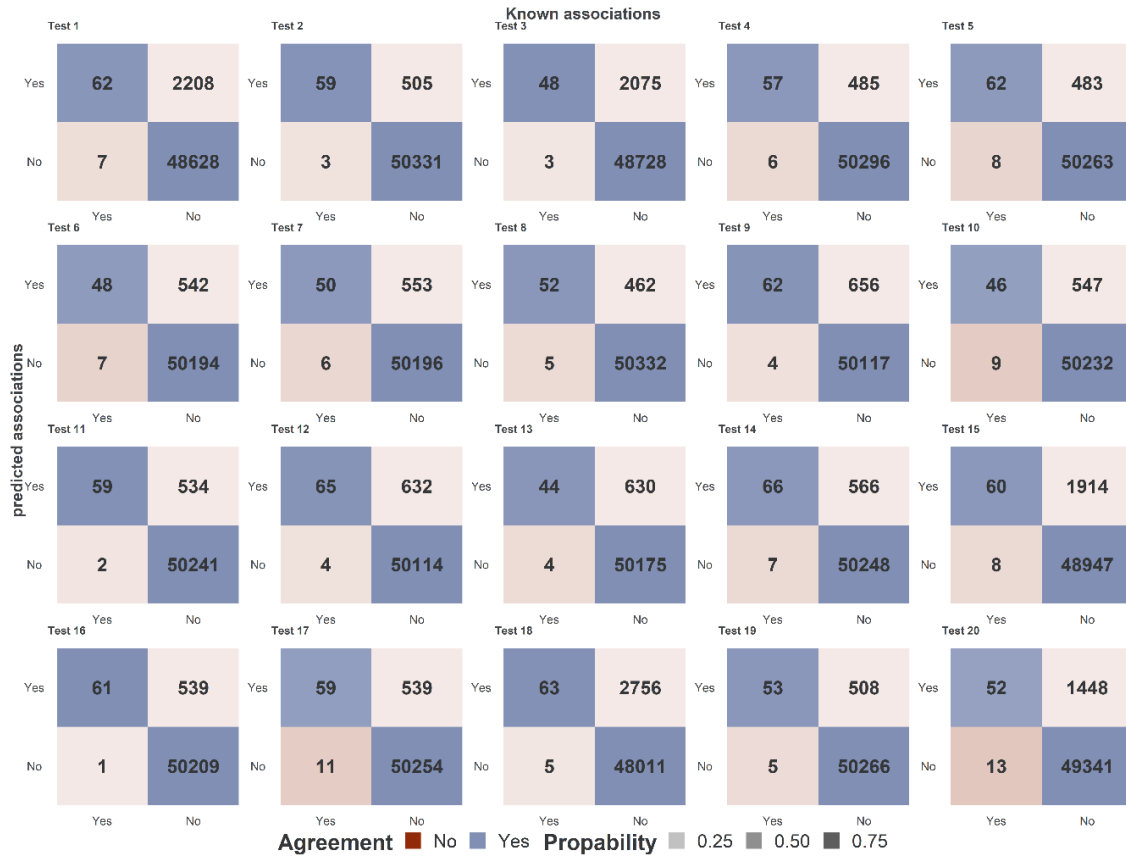 Known associations
Test 1 Test 2 Test 3 Test 4 Test 5
Yes 62 2208 Yes 59 505 Yes 48 2075 Yes 57 485 Yes 62 483
No 7 48628 No 3 50331 No 3 48728 No 6 50296 No 8 50263
Yes No Yes No Yes No Yes No Yes No
Test 6 Test 7 Test 8 Test 9 Test 10
Yes 48 542 Yes 50 553 Yes 52 462 Yes 62 656 Yes 46 547
No 7 50194 No 6 50196 No 5 50332 No 4 50117 No 9 50232
Yes No Yes No Yes No Yes No Yes No
predicted associations
Test 11 Test 12 Test 13 Test 14 Test 15
Yes 59 534 Yes 65 632 Yes 44 630 Yes 66 566 Yes 60 1914
No 2 50241 No 4 50114 No 4 50175 No 7 50248 No 8 48947
Yes No Yes No Yes No Yes No Yes No
Test 16 Test 17 Test 18 Test 19 Test 20
Yes 61 539 Yes 59 539 Yes 63 2756 Yes 53 508 Yes 52 1448
No 1 50209 No 11 50254 No 5 48011 No 5 50266 No 13 49341
Yes No Yes No Yes No Yes No Yes No
Agreement No Yes Propability 0.25 0.50 0.75